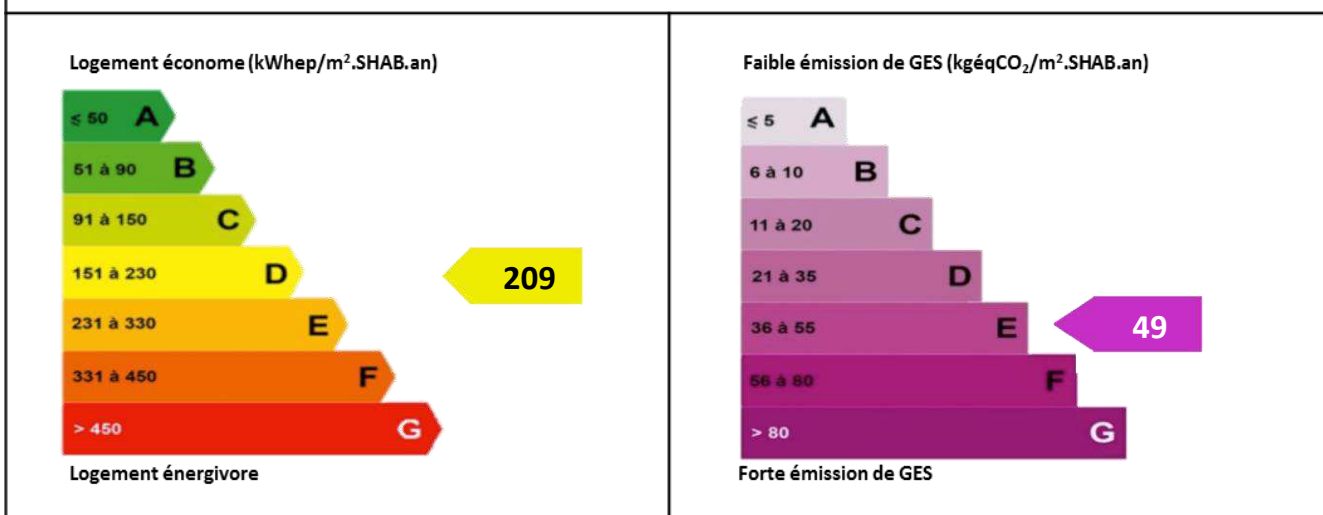 Logement économe (kWhep/m².SHAB.an)
≤ 50 A
51 à 90 B
91 à 150 C
151 à 230 D
209
231 à 330 E
331 à 450 F
> 450 G
Logement énergivore
Faible émission de GES (kgéqCO₂/m².SHAB.an)
≤ 5 A
6 à 10 B
11 à 20 C
21 à 35 D
36 à 55 E
49
56 à 80 F
> 80 G
Forte émission de GES